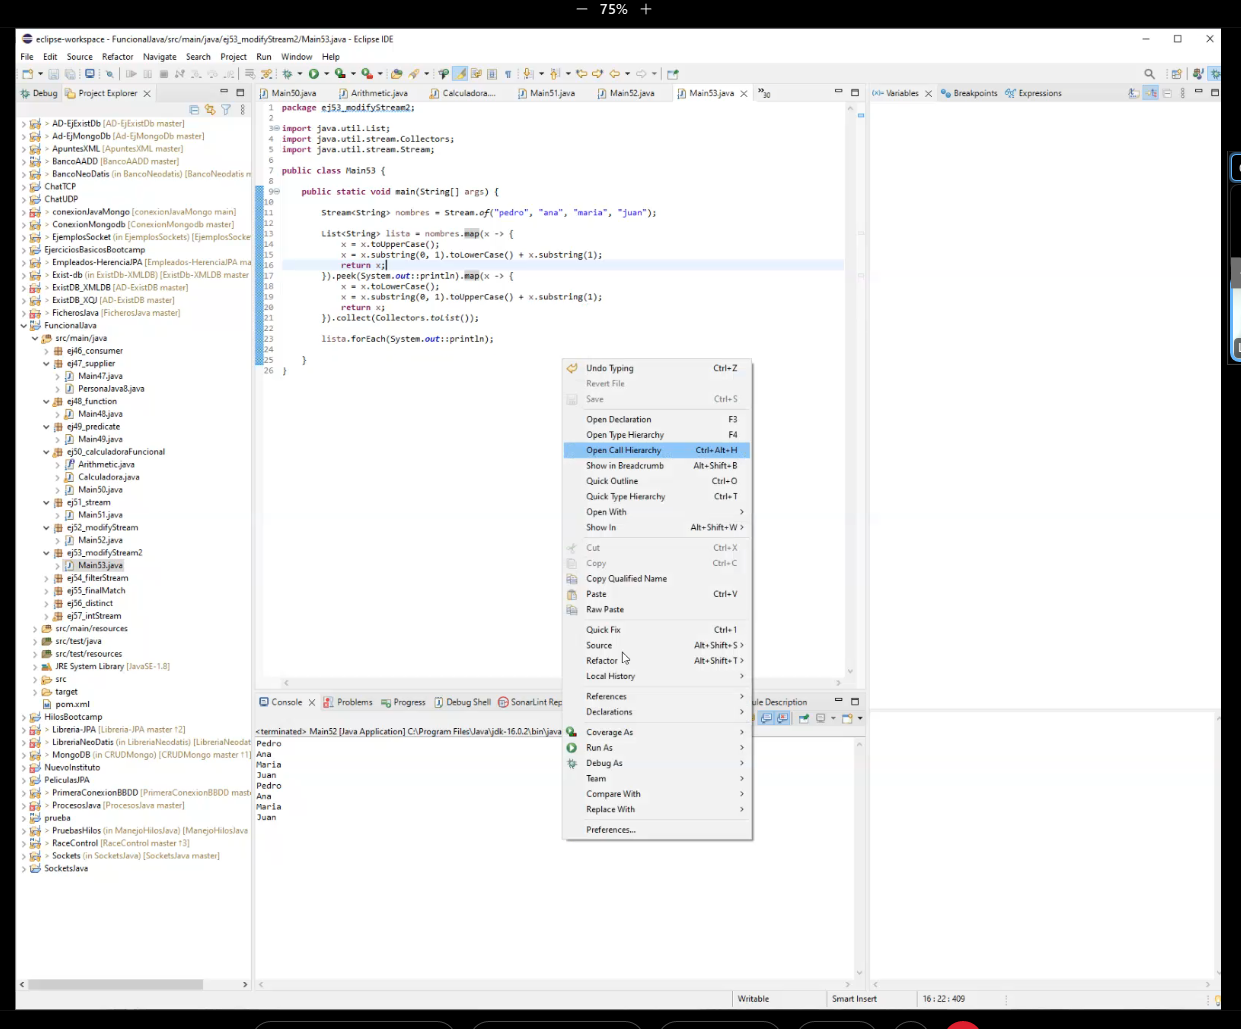 75%
eclipse-workspace - FuncionalJava/src/main/java/ej53_modifyStream2/Main53.java - Eclipse IDE
File Edit Source Refactor Navigate Search Project Run Window Help
Debug Project Explorer
AD-EjExistDb [AD-EjExistDb master]
Ad-EjMongoDb [Ad-EjMongoDb master]
ApuntesXML [ApuntesXML master]
BancoAADD [BancoAADD master]
BancoNeoDatis (in BancoNeodatis) [BancoNeodatis m
ChatTCP
ChatUDP
conexionJavaMongo [conexionJavaMongo main]
ConexionMongodb [ConexionMongodb master]
EjemplosSocket (in EjemplosSockets) [EjemplosSocke
EjerciciosBasicosBootcamp
Empleados-HerenciaJPA [Empleados-HerenciaJPA mas
Exist-db (in ExistDb-XMLDB) [ExistDb-XMLDB master]
ExistDB_XMLDB [AD-ExistDB master]
ExistDB_XQJ [AD-ExistDB master]
FicherosJava [FicherosJava master]
FuncionalJava
src/main/java
ej46_consumer
ej47_supplier
Main47.java
PersonaJava8.java
ej48_function
Main48.java
ej49_predicate
Main49.java
ej50_calculadoraFuncional
Arithmetic.java
Calculadora.java
Main50.java
ej51_stream
Main51.java
ej52_modifyStream
Main52.java
ej53_modifyStream2
Main53.java
ej54_filterStream
ej55_finalMatch
ej56_distinct
ej57_intStream
src/main/resources
src/test/java
src/test/resources
JRE System Library [JavaSE-1.8]
src
target
pom.xml
HilosBootcamp
Libreria-JPA [Libreria-JPA master ↑2]
LibreriaNeoDatis (in LibreriaNeodatis) [LibreriaNeodat
MongoDB (in CRUDMongo) [CRUDMongo master ↑1]
NuevoInstituto
PeliculasJPA
PrimeraConexionBBDD [PrimeraConexionBBDD mast
ProcesosJava [ProcesosJava master]
prueba
PruebasHilos (in ManejoHilosJava) [ManejoHilosJava
RaceControl [RaceControl master ↑3]
Sockets (in SocketsJava) [SocketsJava master]
SocketsJava
Main50.java Arithmetic.java Calculadora.... Main51.java Main52.java Main53.java »30
1 package ej53_modifyStream2;
2
3 import java.util.List;
4 import java.util.stream.Collectors;
5 import java.util.stream.Stream;
6
7 public class Main53 {
8
9 public static void main(String[] args) {
10
11 Stream<String> nombres = Stream.of("pedro", "ana", "maria", "juan");
12
13 List<String> lista = nombres.map(x -> {
14 x = x.toUpperCase();
15 x = x.substring(0, 1).toLowerCase() + x.substring(1);
16 return x;
17 }).peek(System.out::println).map(x -> {
18 x = x.toLowerCase();
19 x = x.substring(0, 1).toUpperCase() + x.substring(1);
20 return x;
21 }).collect(Collectors.toList());
22
23 lista.forEach(System.out::println);
24
25 }
26 }
Undo Typing Ctrl+Z
Revert File
Save Ctrl+S
Open Declaration F3
Open Type Hierarchy F4
Open Call Hierarchy Ctrl+Alt+H
Show in Breadcrumb Alt+Shift+B
Quick Outline Ctrl+O
Quick Type Hierarchy Ctrl+T
Open With
Show In Alt+Shift+W
Cut Ctrl+X
Copy Ctrl+C
Copy Qualified Name
Paste Ctrl+V
Raw Paste
Quick Fix Ctrl+1
Source Alt+Shift+S
Refactor Alt+Shift+T
Local History
References
Declarations
Coverage As
Run As
Debug As
Team
Compare With
Replace With
Preferences...
Console Problems Progress Debug Shell SonarLint Rep ule Description
<terminated> Main52 [Java Application] C:\Program Files\Java\jdk-16.0.2\bin\java
Pedro
Ana
Maria
Juan
Pedro
Ana
Maria
Juan
Variables Breakpoints Expressions
Writable Smart Insert 16 : 22 : 409